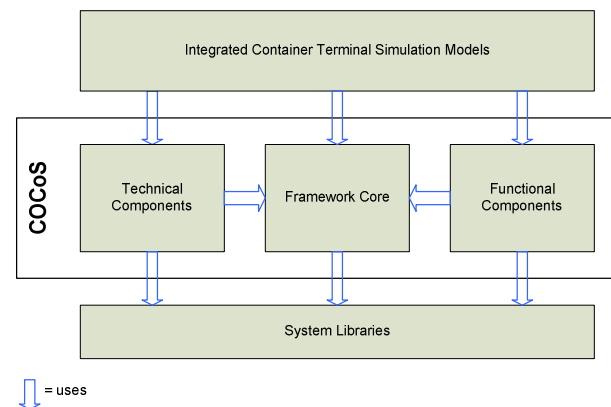 Integrated Container Terminal Simulation Models
COCoS
Technical
Components
Framework Core
Functional
Components
System Libraries
= uses